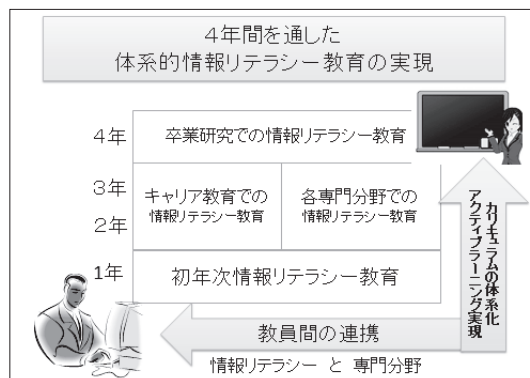 4年間を通した
体系的情報リテラシー教育の実現
4年
卒業研究での情報リテラシー教育
3年
2年
キャリア教育での
情報リテラシー教育
各専門分野での
情報リテラシー教育
1年
初年次情報リテラシー教育
カリキュラムの体系化
アクティブラーニング実現
教員間の連携
情報リテラシー と 専門分野